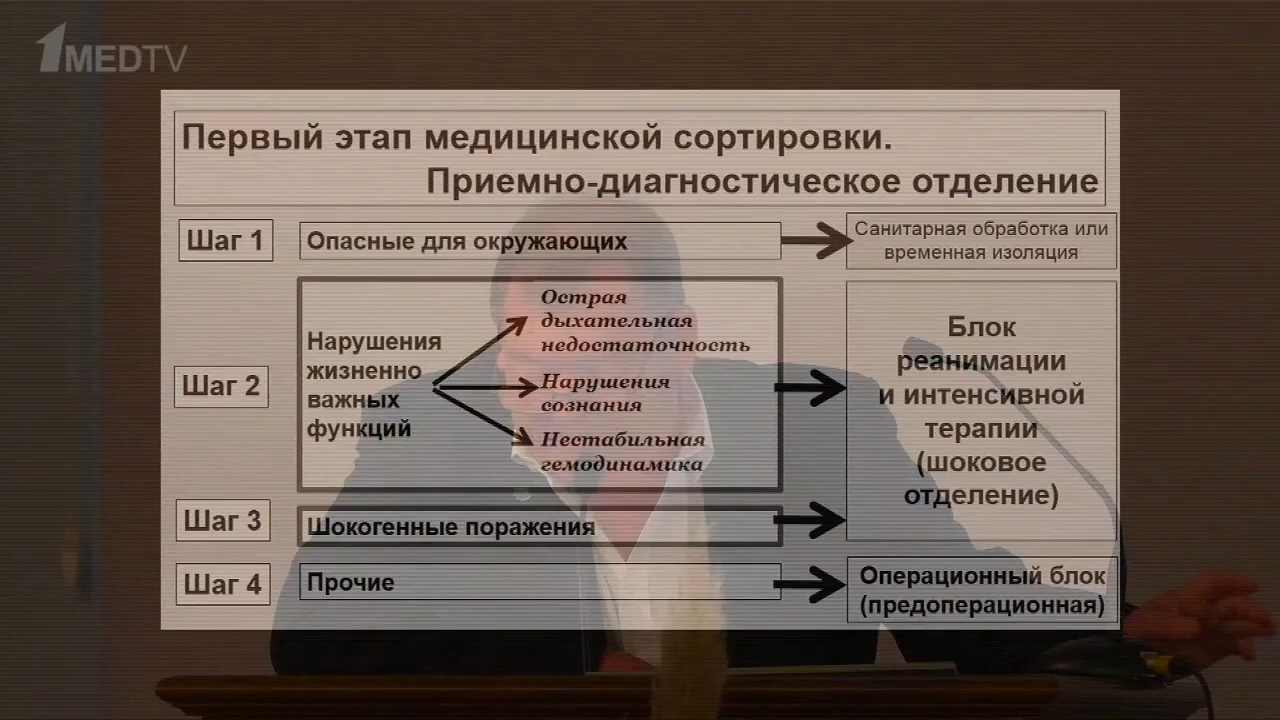 1MEDTV
Первый этап медицинской сортировки.
Приемно-диагностическое отделение
Шаг 1
Опасные для окружающих
Санитарная обработка или
временная изоляция
Шаг 2
Нарушения
жизненно
важных
функций
Острая
дыхательная
недостаточность
Нарушения
сознания
Нестабильная
гемодинамика
Блок
реанимации
и интенсивной
терапии
(шоковое
отделение)
Шаг 3
Шокогенные поражения
Шаг 4
Прочие
Операционный блок
(предоперационная)